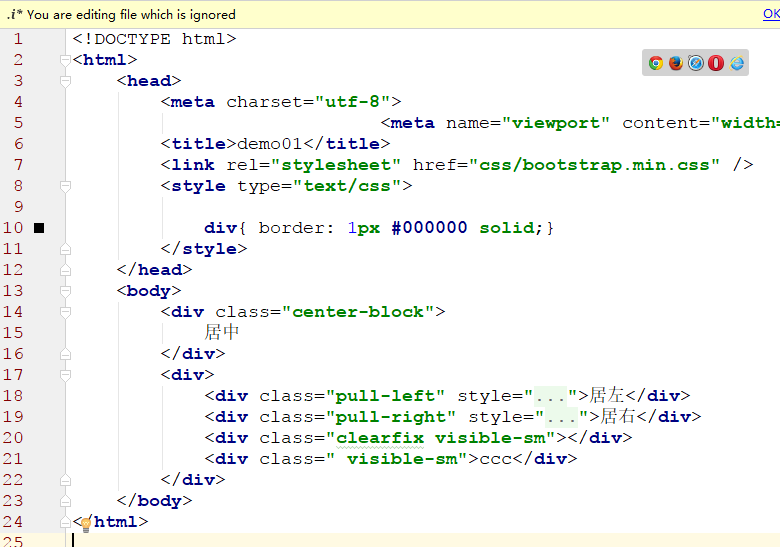 .i* You are editing file which is ignored OK
1 <!DOCTYPE html>
2 <html>
3 <head>
4 <meta charset="utf-8">
5 <meta name="viewport" content="width=
6 <title>demo01</title>
7 <link rel="stylesheet" href="css/bootstrap.min.css" />
8 <style type="text/css">
9
10 div{ border: 1px #000000 solid;}
11 </style>
12 </head>
13 <body>
14 <div class="center-block">
15 居中
16 </div>
17 <div>
18 <div class="pull-left" style="...">居左</div>
19 <div class="pull-right" style="...">居右</div>
20 <div class="clearfix visible-sm"></div>
21 <div class=" visible-sm">ccc</div>
22 </div>
23 </body>
24 </html>
25